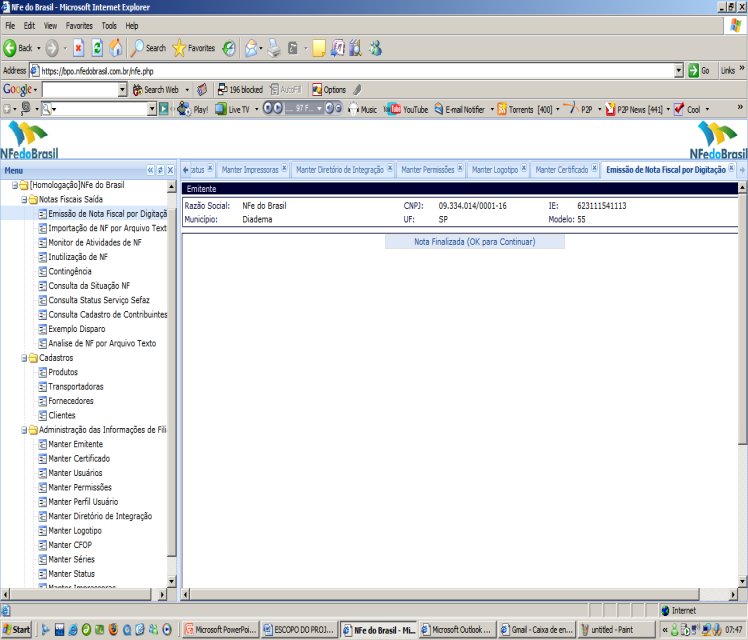 NFe do Brasil - Microsoft Internet Explorer
File Edit View Favorites Tools Help
Back Search Favorites
Address https://bpo.nfedobrasil.com.br/nfe.php Go Links »
Google Search Web 196 blocked AutoFill Options
Play! Live TV 97 F... Music YouTube E-mail Notifier Torrents [400] P2P P2P News [441] Cool »
NFedoBrasil NFedoBrasil
Menu
tatus Manter Impressoras Manter Diretório de Integração Manter Permissões Manter Logotipo Manter Certificado Emissão de Nota Fiscal por Digitação
[Homologação]NFe do Brasil
Notas Fiscais Saída
Emissão de Nota Fiscal por Digitaçã
Importação de NF por Arquivo Text
Monitor de Atividades de NF
Inutilização de NF
Contingência
Consulta da Situação NF
Consulta Status Serviço Sefaz
Consulta Cadastro de Contribuintes
Exemplo Disparo
Analise de NF por Arquivo Texto
Cadastros
Produtos
Transportadoras
Fornecedores
Clientes
Administração das Informações de Fili
Manter Emitente
Manter Certificado
Manter Usuários
Manter Permissões
Manter Perfil Usuário
Manter Diretório de Integração
Manter Logotipo
Manter CFOP
Manter Séries
Manter Status
Manter Impressoras
Emitente
Razão Social: NFe do Brasil CNPJ: 09.334.014/0001-16 IE: 623111541113
Município: Diadema UF: SP Modelo: 55
Nota Finalizada (OK para Continuar)
Internet
Start Microsoft PowerPoi... ESCOPO DO PROJ... NFe do Brasil - Mi... Microsoft Outlook ... Gmail - Caixa de en... untitled - Paint « 07:47